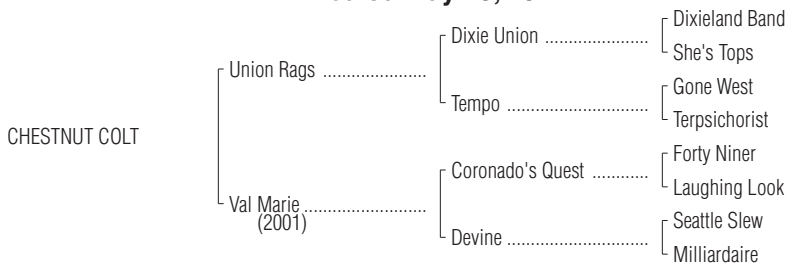 Dixieland Band
Dixie Union ......................
She's Tops
Union Rags ......................
Gone West
Tempo ..............................
Terpsichorist
CHESTNUT COLT
Forty Niner
Coronado's Quest ............
Laughing Look
Val Marie ..........................
(2001)
Seattle Slew
Devine ..............................
Milliardaire